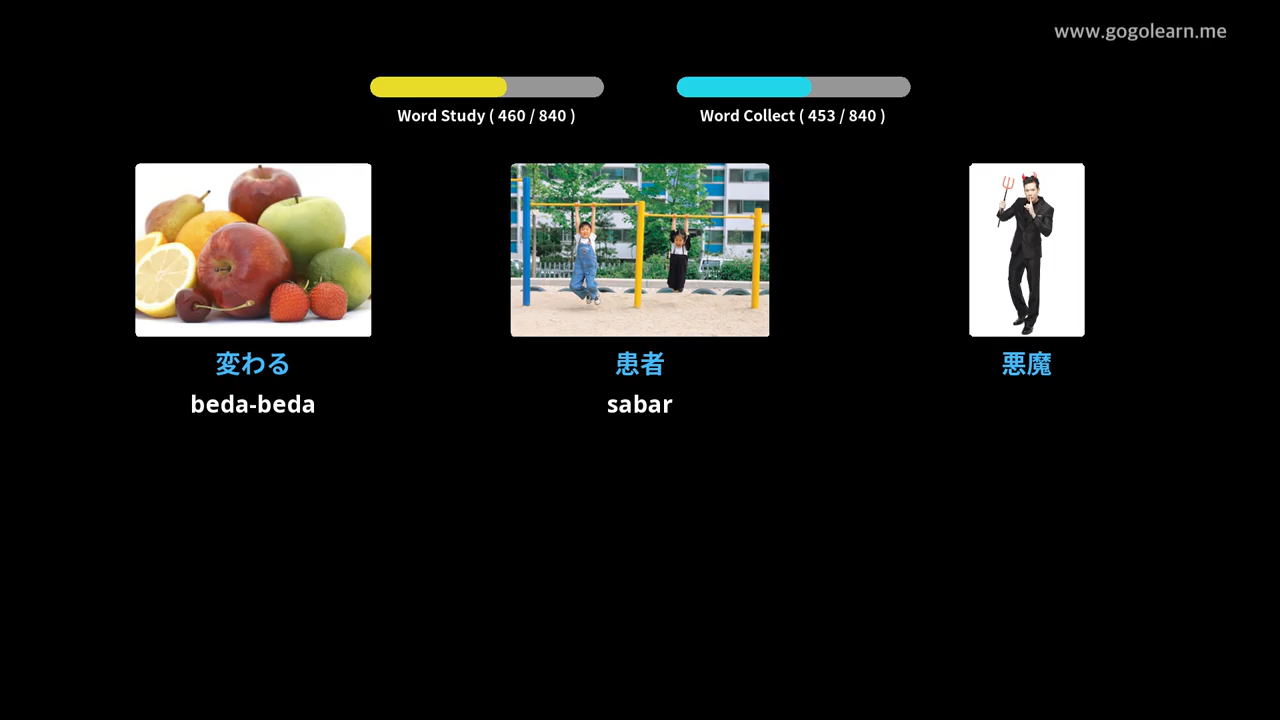 www.gogolearn.me
Word Study ( 460 / 840 )
Word Collect ( 453 / 840 )
変わる
患者
悪魔
beda-beda
sabar